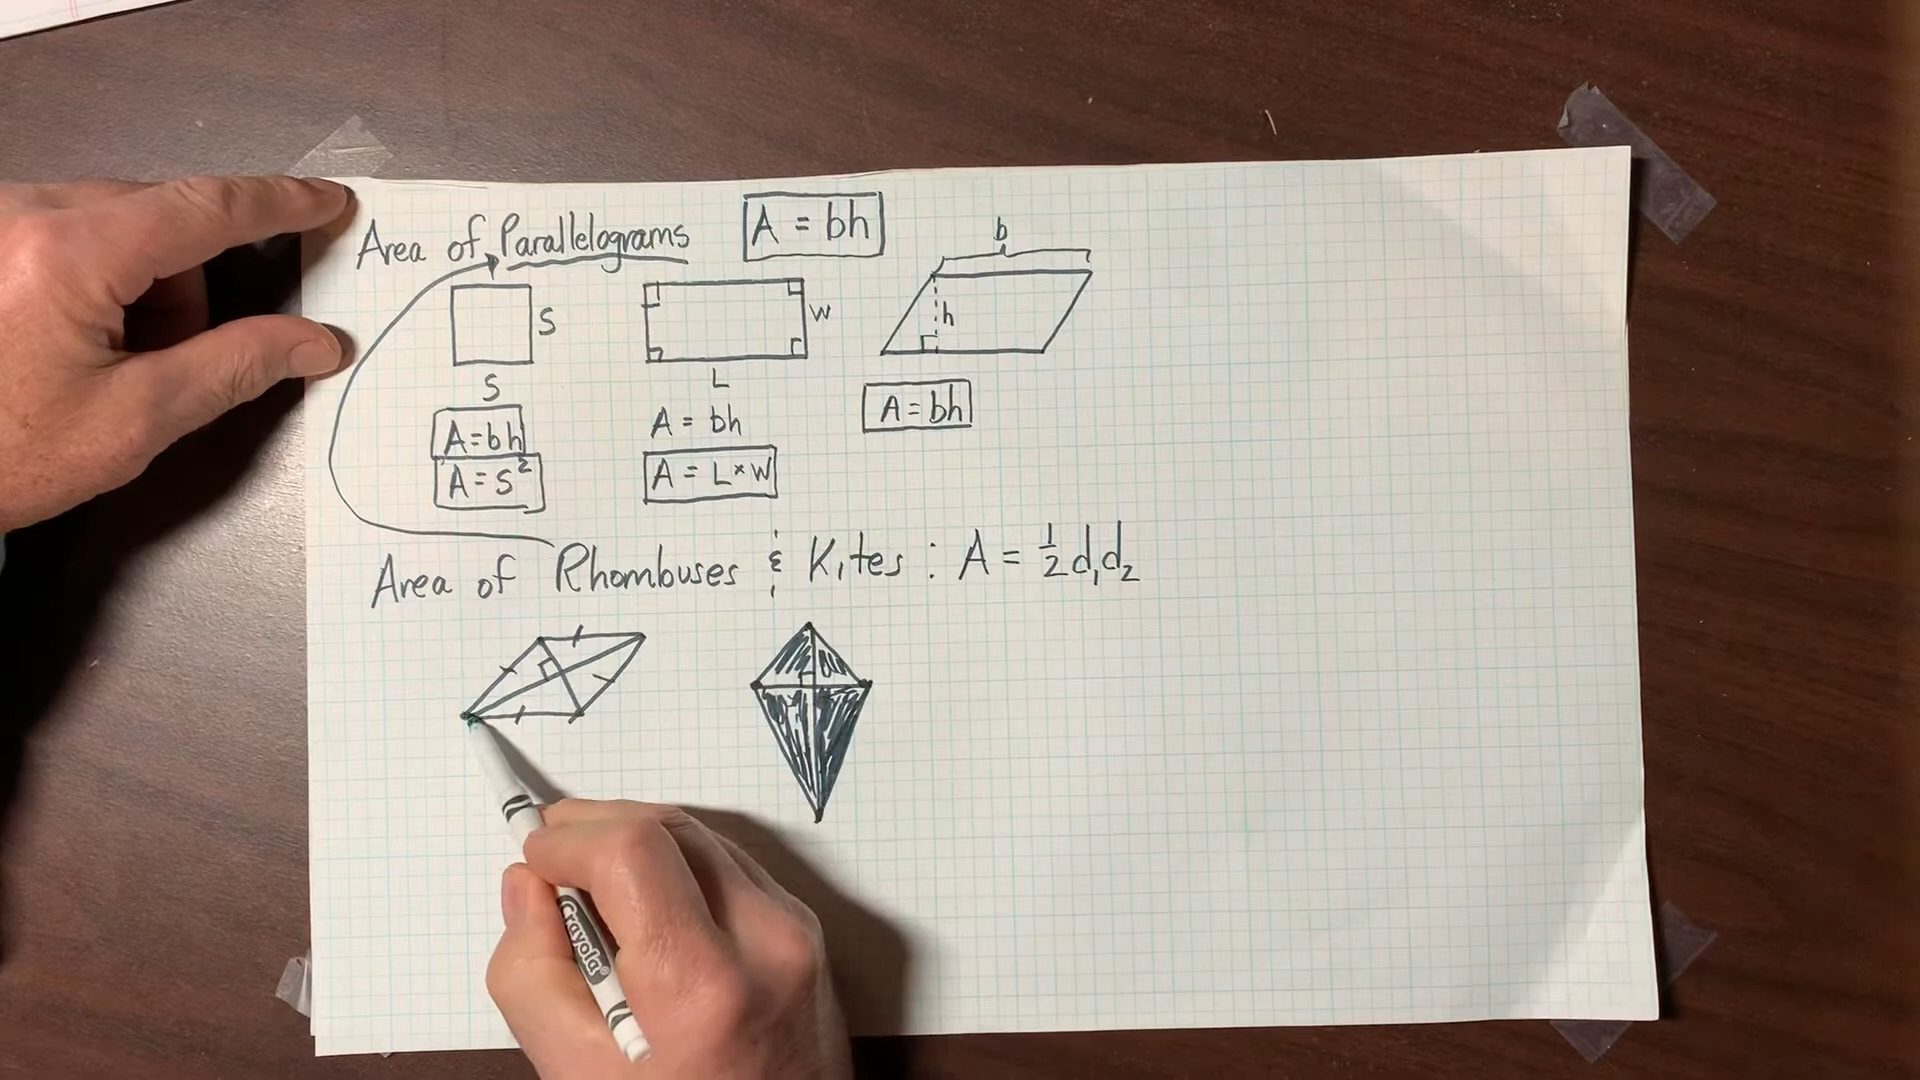 Area of Parallelograms
A = bh
b
S
W
h
S
L
A=bh
A = bh
A = bh
A = S²
A = L × W
Area of Rhombuses & Kites : A = ½d₁d₂
Crayola